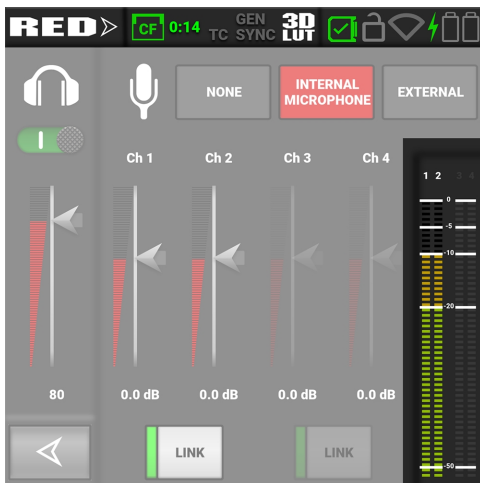 RED
CF
0:14
TC
GEN
SYNC
3D
LUT
NONE
INTERNAL
MICROPHONE
EXTERNAL
Ch 1
Ch 2
Ch 3
Ch 4
1 2 3 4
0
-5
-10
-20
-50
80
0.0 dB
0.0 dB
0.0 dB
0.0 dB
LINK
LINK